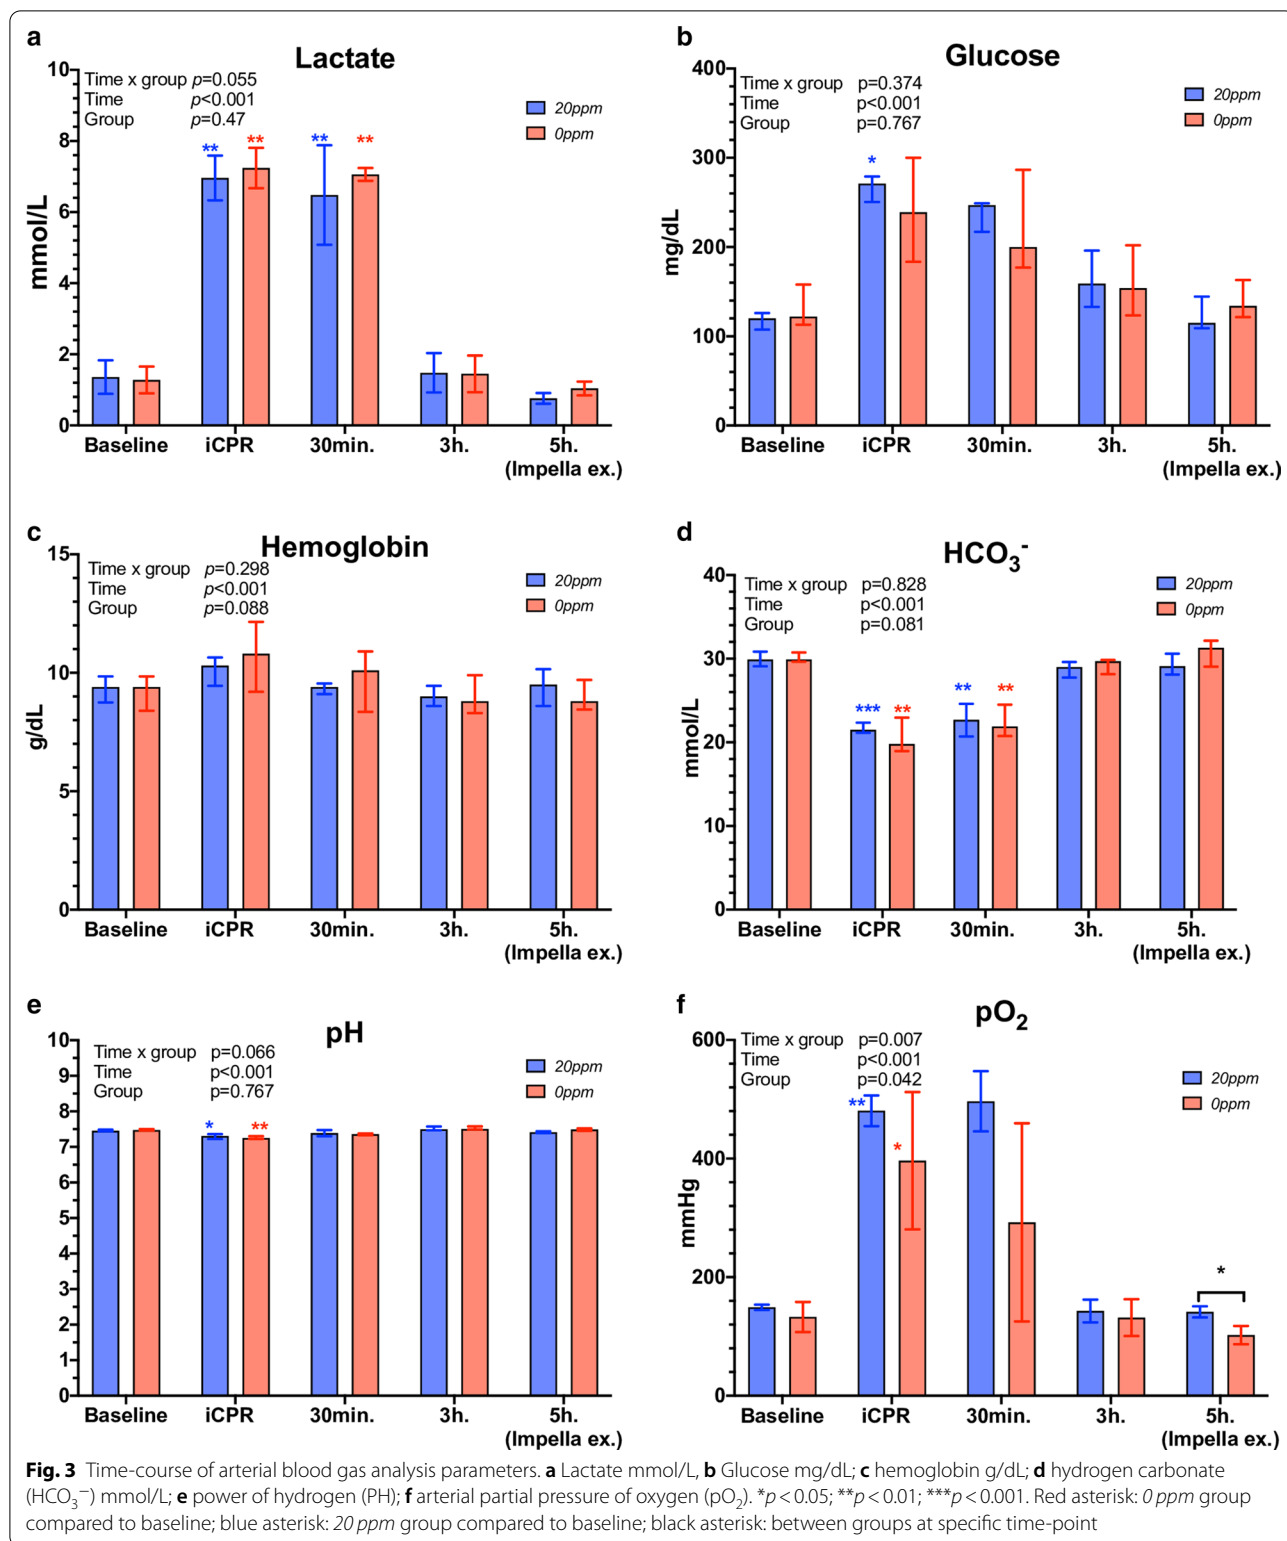 a
Lactate
Time x group p=0.055
Time p<0.001
Group p=0.47
20ppm
0ppm
** ** ** **
mmol/L
10
8
6
4
2
0
Baseline iCPR 30min. 3h. 5h.
(Impella ex.)
b
Glucose
Time x group p=0.374
Time p<0.001
Group p=0.767
20ppm
0ppm
*
mg/dL
400
300
200
100
0
Baseline iCPR 30min. 3h. 5h.
(Impella ex.)
c
Hemoglobin
Time x group p=0.298
Time p<0.001
Group p=0.088
20ppm
0ppm
g/dL
15
10
5
0
Baseline iCPR 30min. 3h. 5h.
(Impella ex.)
d
HCO3-
Time x group p=0.828
Time p<0.001
Group p=0.081
20ppm
0ppm
*** ** ** **
mmol/L
40
30
20
10
0
Baseline iCPR 30min. 3h. 5h.
(Impella ex.)
e
pH
Time x group p=0.066
Time p<0.001
Group p=0.767
20ppm
0ppm
* **
10
9
8
7
6
5
4
3
2
1
0
Baseline iCPR 30min. 3h. 5h.
(Impella ex.)
f
pO2
Time x group p=0.007
Time p<0.001
Group p=0.042
20ppm
0ppm
** * *
mmHg
600
400
200
0
Baseline iCPR 30min. 3h. 5h.
(Impella ex.)
Fig. 3 Time-course of arterial blood gas analysis parameters. a Lactate mmol/L, b Glucose mg/dL; c hemoglobin g/dL; d hydrogen carbonate
(HCO3−) mmol/L; e power of hydrogen (PH); f arterial partial pressure of oxygen (pO2). *p < 0.05; **p < 0.01; ***p < 0.001. Red asterisk: 0 ppm group
compared to baseline; blue asterisk: 20 ppm group compared to baseline; black asterisk: between groups at specific time-point